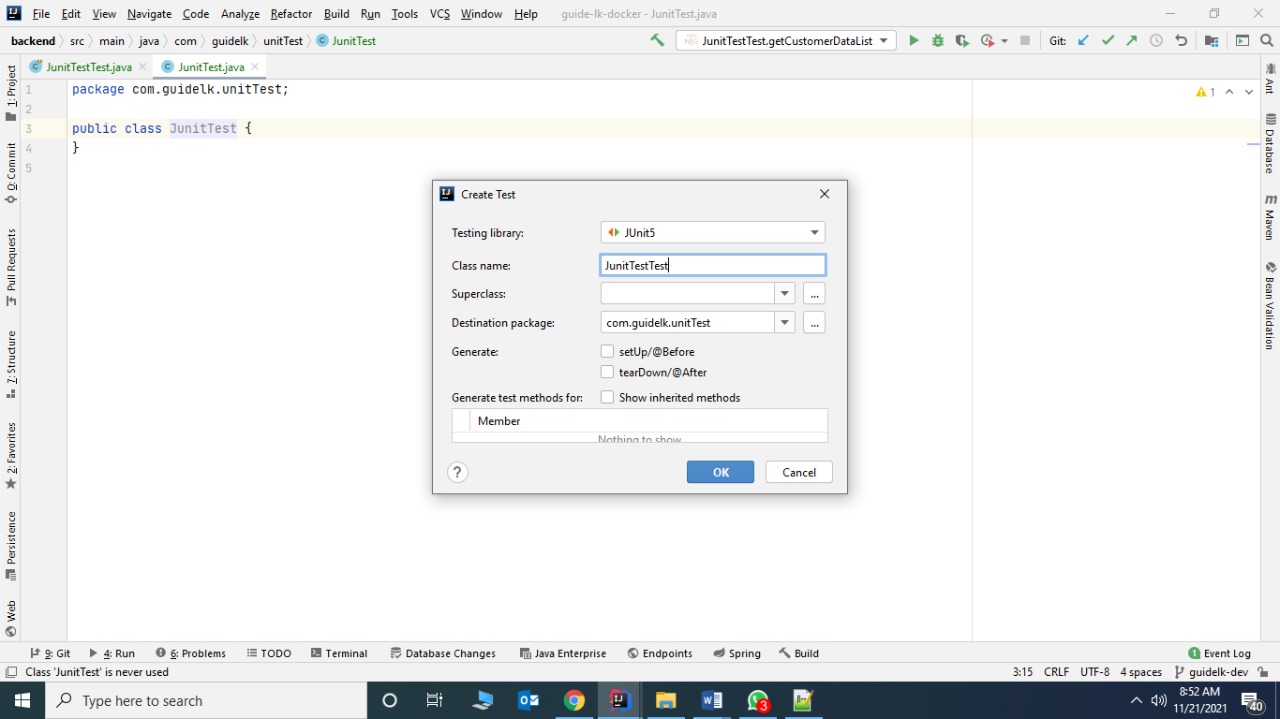 File Edit View Navigate Code Analyze Refactor Build Run Tools VCS Window Help guide-lk-docker - JunitTest.java
backend src main java com guidelk unitTest JunitTest JunitTestTest.getCustomerDataList Git:
JunitTestTest.java JunitTest.java
1 package com.guidelk.unitTest;
2
3 public class JunitTest {
4 }
5
1
1: Project
0: Commit
Pull Requests
7: Structure
2: Favorites
Persistence
Web
Ant
Database
Maven
Bean Validation
Create Test
Testing library: JUnit5
Class name: JunitTestTest
Superclass: ...
Destination package: com.guidelk.unitTest ...
Generate: setUp/@Before
tearDown/@After
Generate test methods for: Show inherited methods
Member
Nothing to show
? OK Cancel
9: Git 4: Run 6: Problems TODO Terminal Database Changes Java Enterprise Endpoints Spring Build 1 Event Log
Class 'JunitTest' is never used 3:15 CRLF UTF-8 4 spaces guidelk-dev
Type here to search 3 8:52 AM
11/21/2021 40